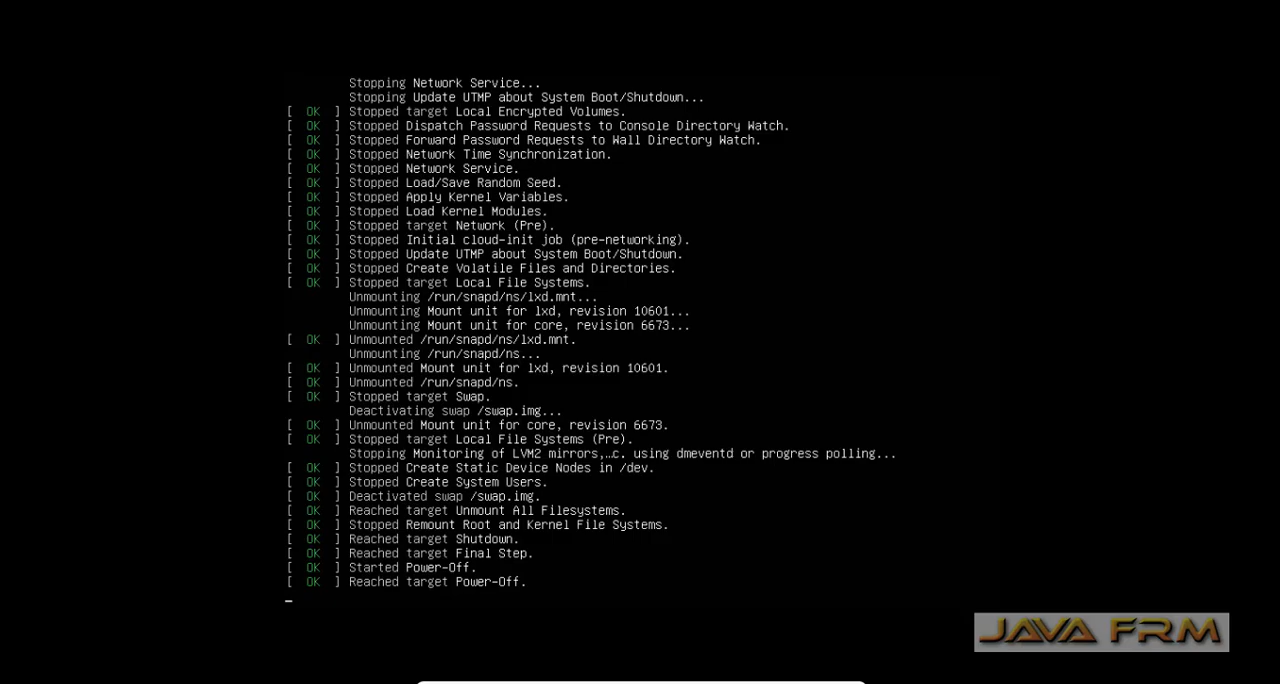 Stopping Network Service...
Stopping Update UTMP about System Boot/Shutdown...
[ OK ] Stopped target Local Encrypted Volumes.
[ OK ] Stopped Dispatch Password Requests to Console Directory Watch.
[ OK ] Stopped Forward Password Requests to Wall Directory Watch.
[ OK ] Stopped Network Time Synchronization.
[ OK ] Stopped Network Service.
[ OK ] Stopped Load/Save Random Seed.
[ OK ] Stopped Apply Kernel Variables.
[ OK ] Stopped Load Kernel Modules.
[ OK ] Stopped target Network (Pre).
[ OK ] Stopped Initial cloud-init job (pre-networking).
[ OK ] Stopped Update UTMP about System Boot/Shutdown.
[ OK ] Stopped Create Volatile Files and Directories.
[ OK ] Stopped target Local File Systems.
Unmounting /run/snapd/ns/lxd.mnt...
Unmounting Mount unit for lxd, revision 10601...
Unmounting Mount unit for core, revision 6673...
[ OK ] Unmounted /run/snapd/ns/lxd.mnt.
Unmounting /run/snapd/ns...
[ OK ] Unmounted Mount unit for lxd, revision 10601.
[ OK ] Unmounted /run/snapd/ns.
[ OK ] Stopped target Swap.
Deactivating swap /swap.img...
[ OK ] Unmounted Mount unit for core, revision 6673.
[ OK ] Stopped target Local File Systems (Pre).
Stopping Monitoring of LVM2 mirrors,…c. using dmeventd or progress polling...
[ OK ] Stopped Create Static Device Nodes in /dev.
[ OK ] Stopped Create System Users.
[ OK ] Deactivated swap /swap.img.
[ OK ] Reached target Unmount All Filesystems.
[ OK ] Stopped Remount Root and Kernel File Systems.
[ OK ] Reached target Shutdown.
[ OK ] Reached target Final Step.
[ OK ] Started Power-Off.
[ OK ] Reached target Power-Off.
JAVA FRM